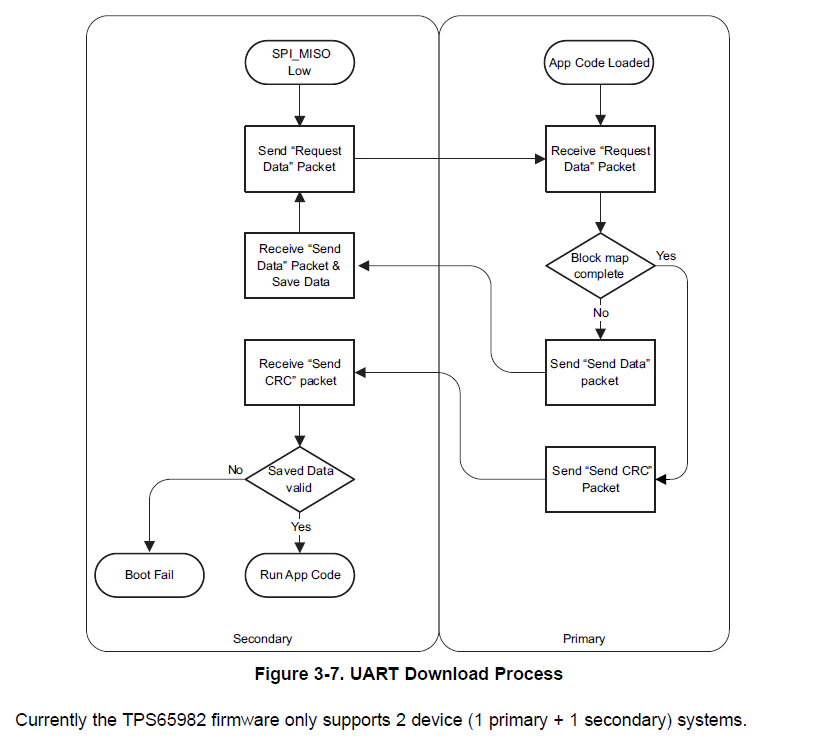 SPI_MISO
Low
App Code Loaded
Send “Request
Data” Packet
Receive “Request
Data” Packet
Receive “Send
Data” Packet &
Save Data
Block map
complete
Yes
No
Receive “Send
CRC” packet
Send “Send Data”
packet
Saved Data
valid
No
Yes
Send “Send CRC”
Packet
Boot Fail
Run App Code
Secondary
Primary
Figure 3-7. UART Download Process
Currently the TPS65982 firmware only supports 2 device (1 primary + 1 secondary) systems.